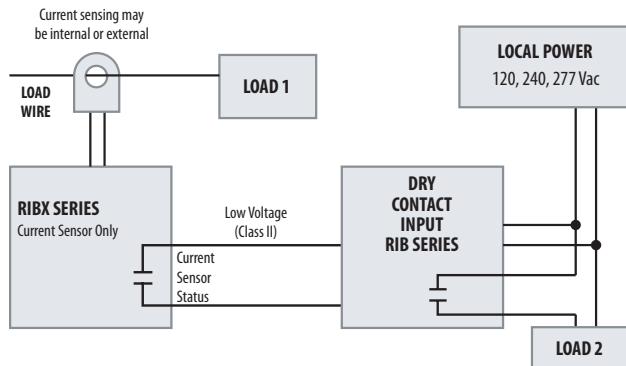 Current sensing may
be internal or external
LOAD
WIRE
LOAD 1
LOCAL POWER
120, 240, 277 Vac
RIBX SERIES
Current Sensor Only
Current
Sensor
Status
Low Voltage
(Class II)
DRY
CONTACT
INPUT
RIB SERIES
LOAD 2